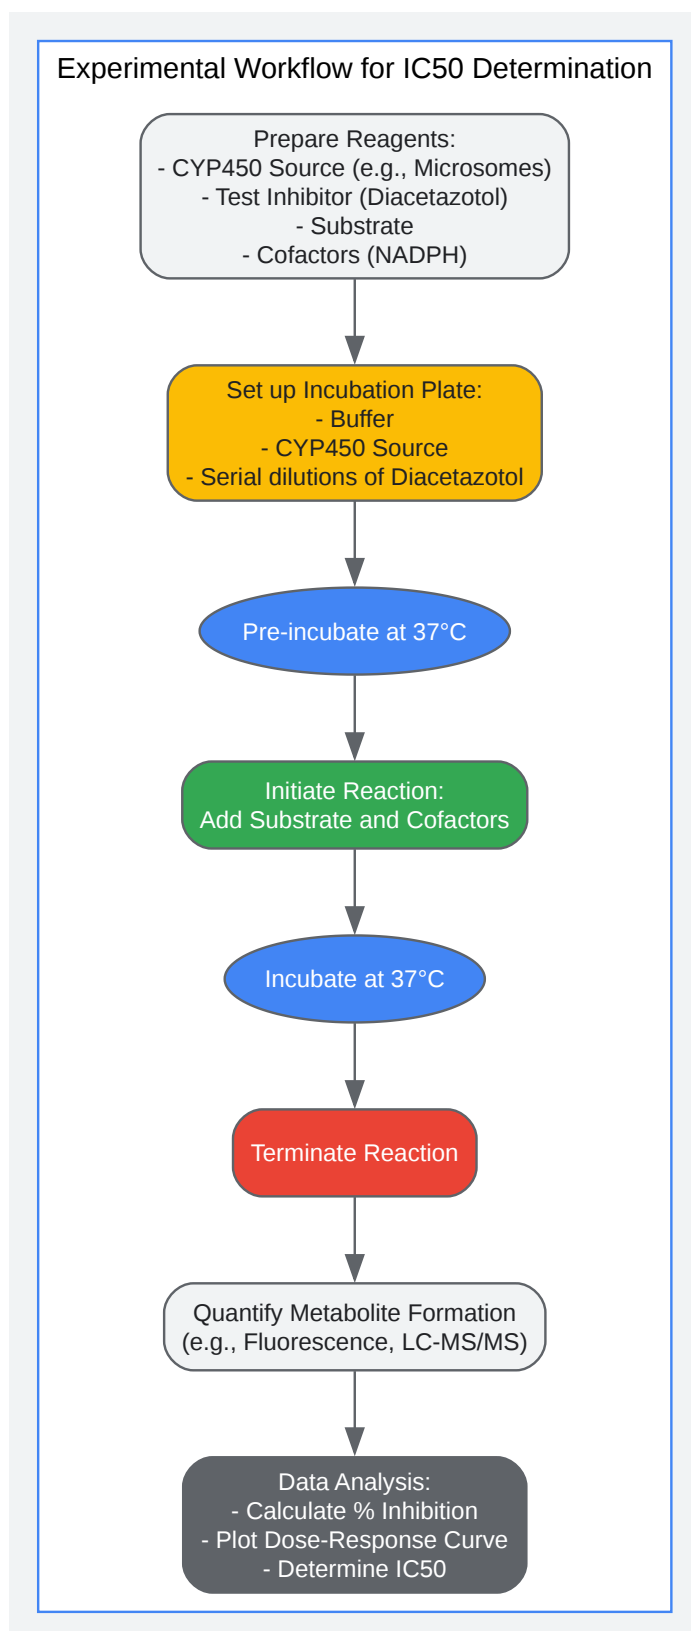 Experimental Workflow for IC50 Determination
Prepare Reagents:
- CYP450 Source (e.g., Microsomes)
- Test Inhibitor (Diacetazotol)
- Substrate
- Cofactors (NADPH)
Set up Incubation Plate:
- Buffer
- CYP450 Source
- Serial dilutions of Diacetazotol
Pre-incubate at 37°C
Initiate Reaction:
Add Substrate and Cofactors
Incubate at 37°C
Terminate Reaction
Quantify Metabolite Formation
(e.g., Fluorescence, LC-MS/MS)
Data Analysis:
- Calculate % Inhibition
- Plot Dose-Response Curve
- Determine IC50